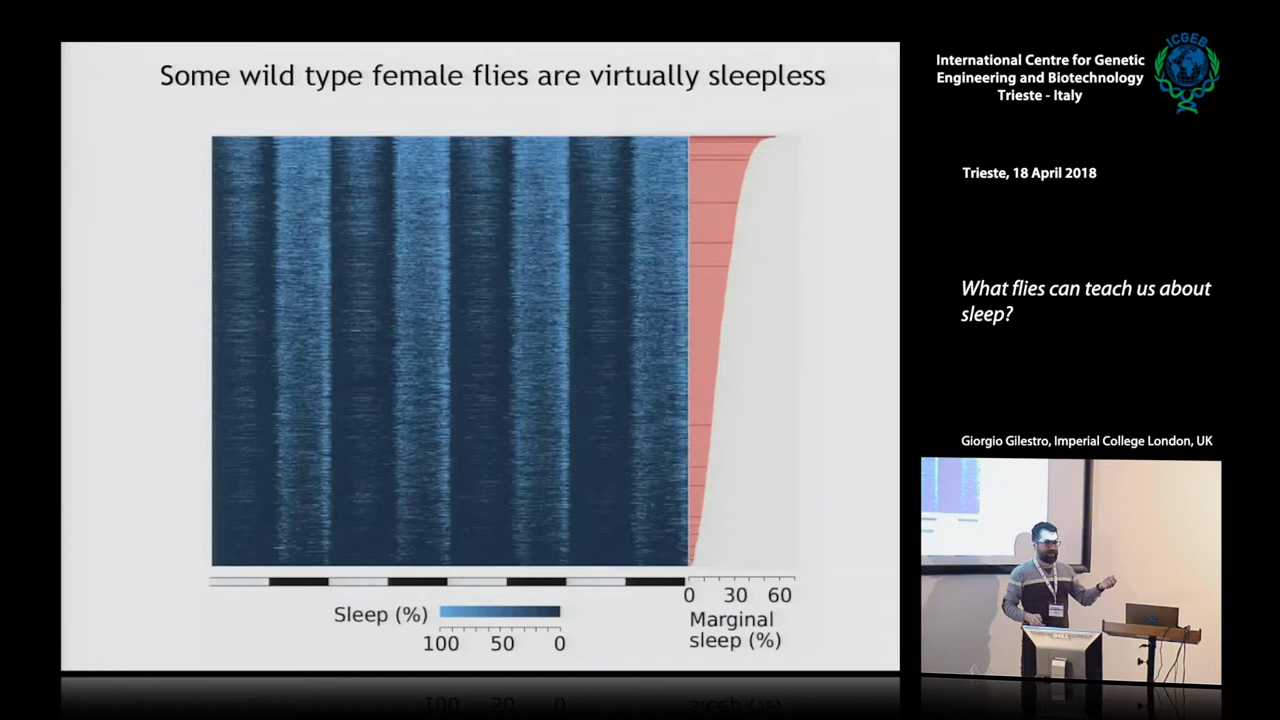 Some wild type female flies are virtually sleepless
Sleep (%)
100 50 0
0 30 60
Marginal
sleep (%)
International Centre for Genetic
Engineering and Biotechnology
Trieste - Italy
ICGEB
Trieste, 18 April 2018
What flies can teach us about
sleep?
Giorgio Gilestro, Imperial College London, UK
DELL